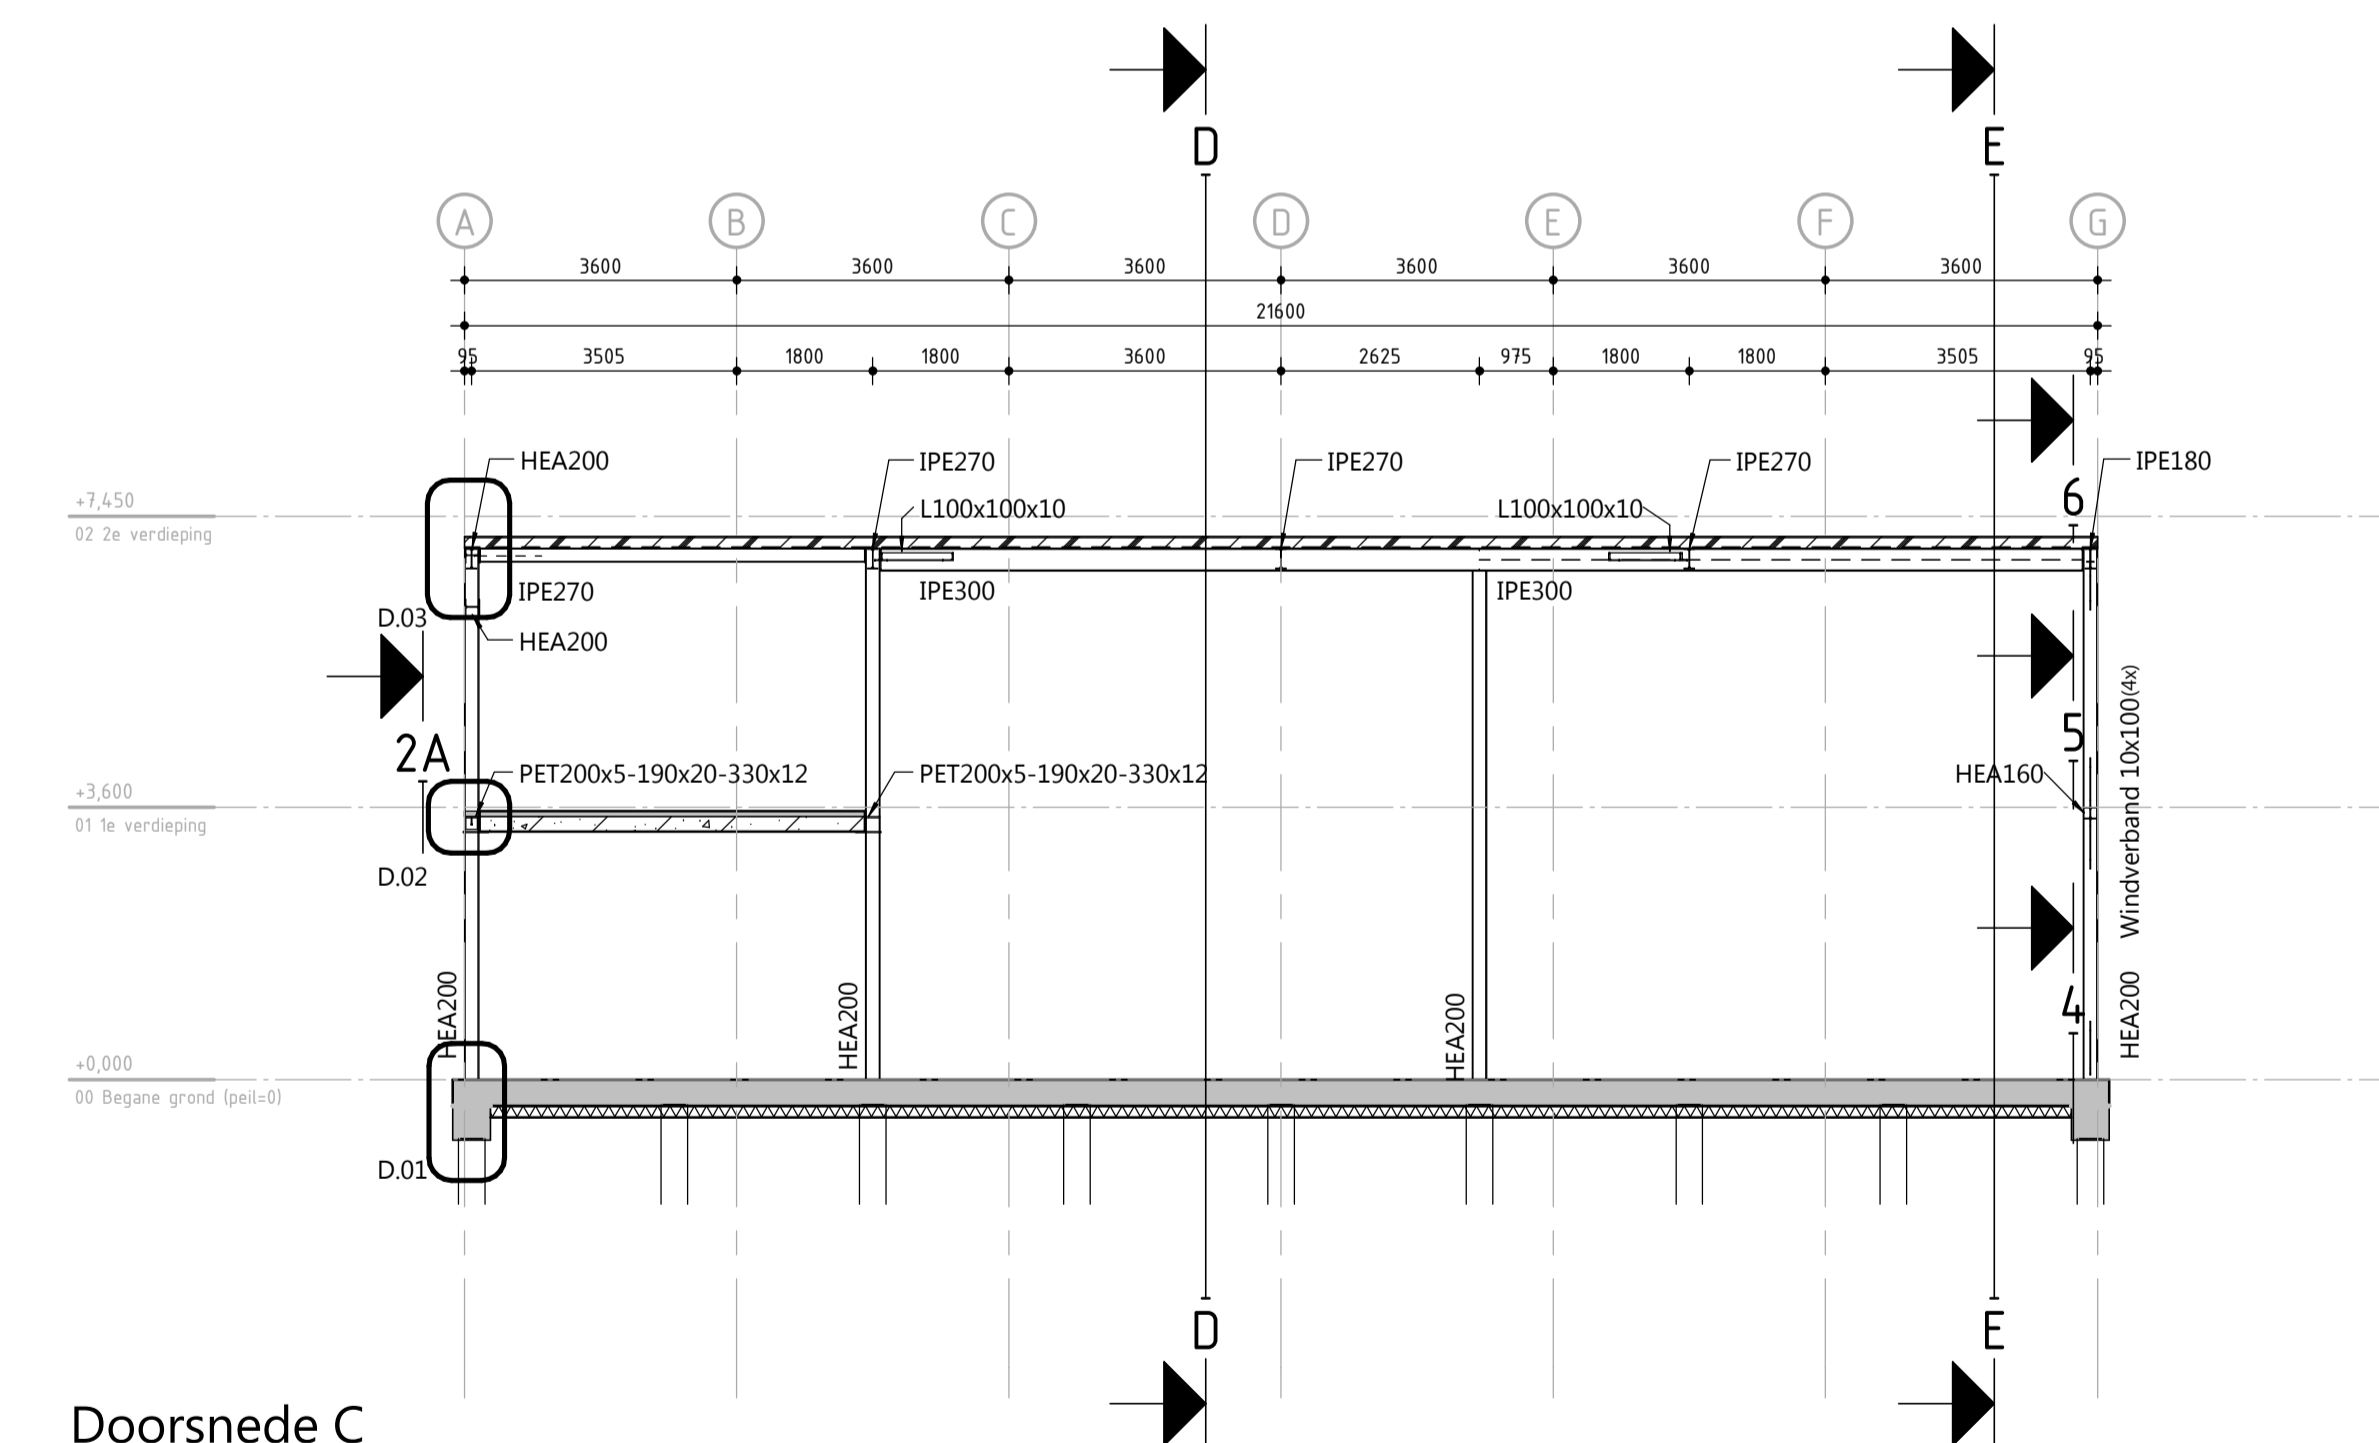 D E
A B C D E F G
3600 3600 3600 3600 3600 3600
21600
95 3505 1800 1800 3600 2625 975 1800 1800 3505 95
HEA200 IPE270 IPE270 IPE270 IPE180
+7,450
02 2e verdieping
L100x100x10 L100x100x10 6
IPE270 IPE300 IPE300
D.03
HEA200
2A
5
PET200x5-190x20-330x12 PET200x5-190x20-330x12 HEA160
+3,600
01 1e verdieping
D.02
Windverband 10x100(4x)
HEA200 HEA200 HEA200 HEA200
4
+0,000
00 Begane grond (peil=0)
D.01
D E
Doorsnede C